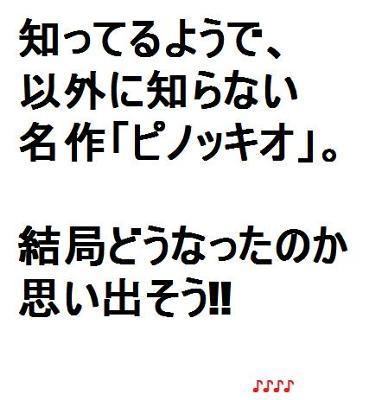 知ってるようで、
以外に知らない
名作「ピノッキオ」。
結局どうなったのか
思い出そう!!
♪♪♪♪